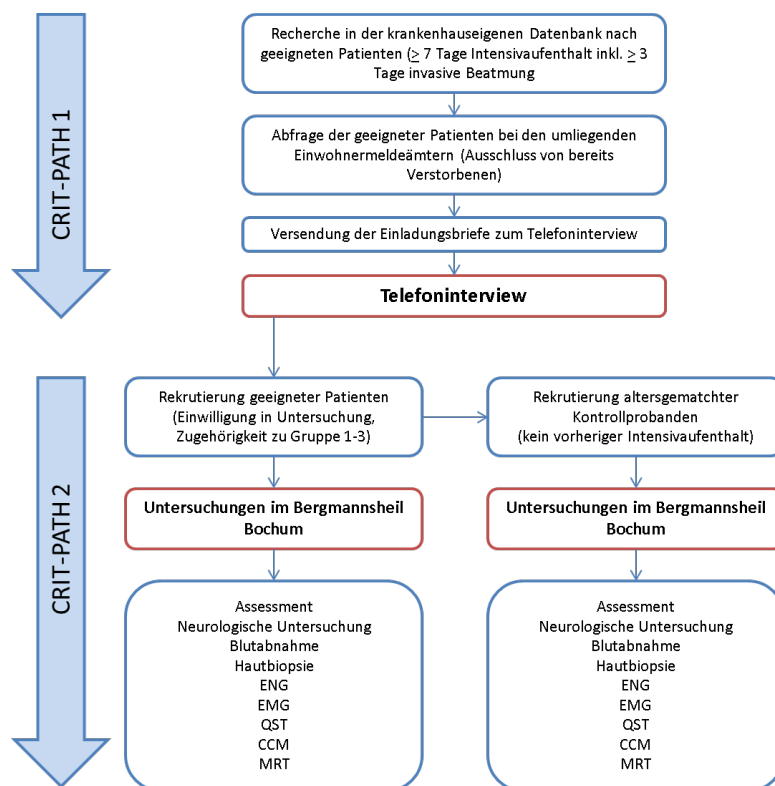 CRIT-PATH 1
Recherche in der krankenhauseigenen Datenbank nach
geeigneten Patienten (≥ 7 Tage Intensivaufenthalt inkl. ≥ 3
Tage invasive Beatmung
Abfrage der geeigneter Patienten bei den umliegenden
Einwohnermeldeämtern (Ausschluss von bereits
Verstorbenen)
Versendung der Einladungsbriefe zum Telefoninterview
Telefoninterview
CRIT-PATH 2
Rekrutierung geeigneter Patienten
(Einwilligung in Untersuchung,
Zugehörigkeit zu Gruppe 1-3)
Rekrutierung altersgematchter
Kontrollprobanden
(kein vorheriger Intensivaufenthalt)
Untersuchungen im Bergmannsheil
Bochum
Untersuchungen im Bergmannsheil
Bochum
Assessment
Neurologische Untersuchung
Blutabnahme
Hautbiopsie
ENG
EMG
QST
CCM
MRT
Assessment
Neurologische Untersuchung
Blutabnahme
Hautbiopsie
ENG
EMG
QST
CCM
MRT